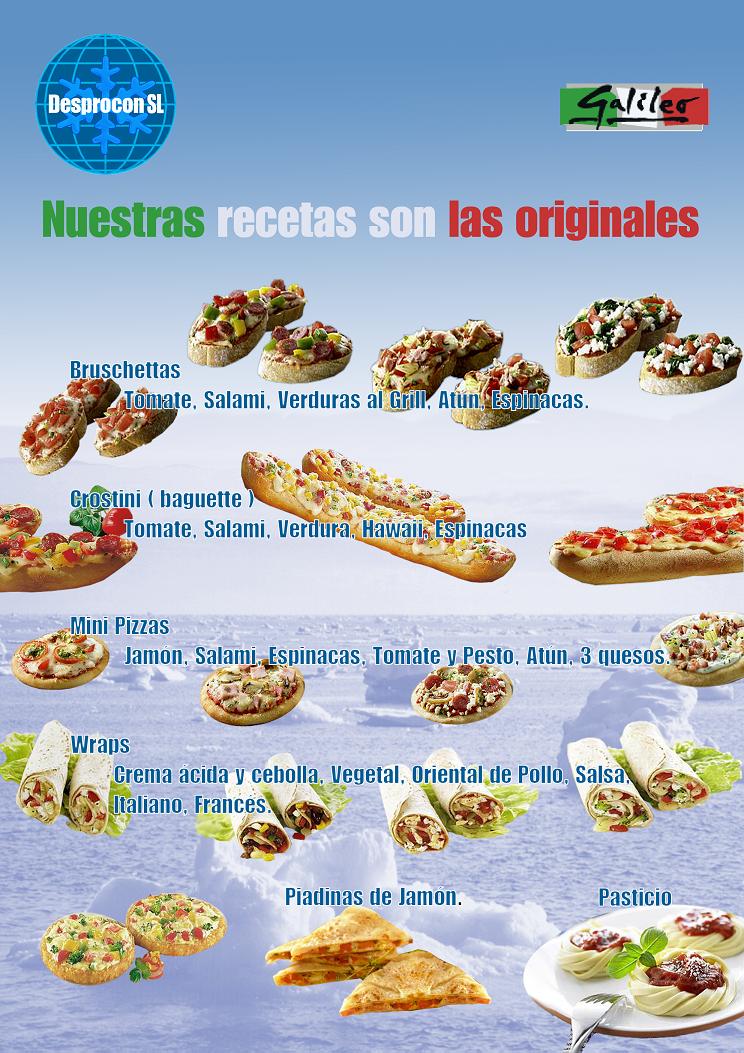 Desprocon SL
Galileo
Nuestras recetas son las originales
Bruschettas
Tomate, Salami, Verduras al Grill, Atún, Espinacas.
Crostini ( baguette )
Tomate, Salami, Verdura, Hawaii, Espinacas
Mini Pizzas
Jamón, Salami, Espinacas, Tomate y Pesto, Atún, 3 quesos.
Wraps
Crema ácida y cebolla, Vegetal, Oriental de Pollo, Salsa,
Italiano, Francés.
Piadinas de Jamón.
Pasticio